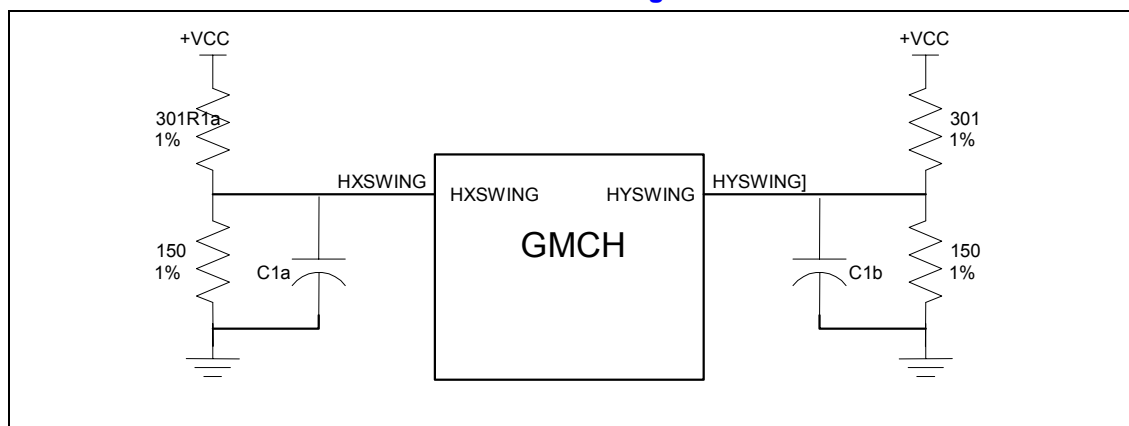 +VCC
+VCC
301R1a
1%
301
1%
HXSWING
HYSWING]
HXSWING
HYSWING
GMCH
150
1%
C1a
C1b
150
1%